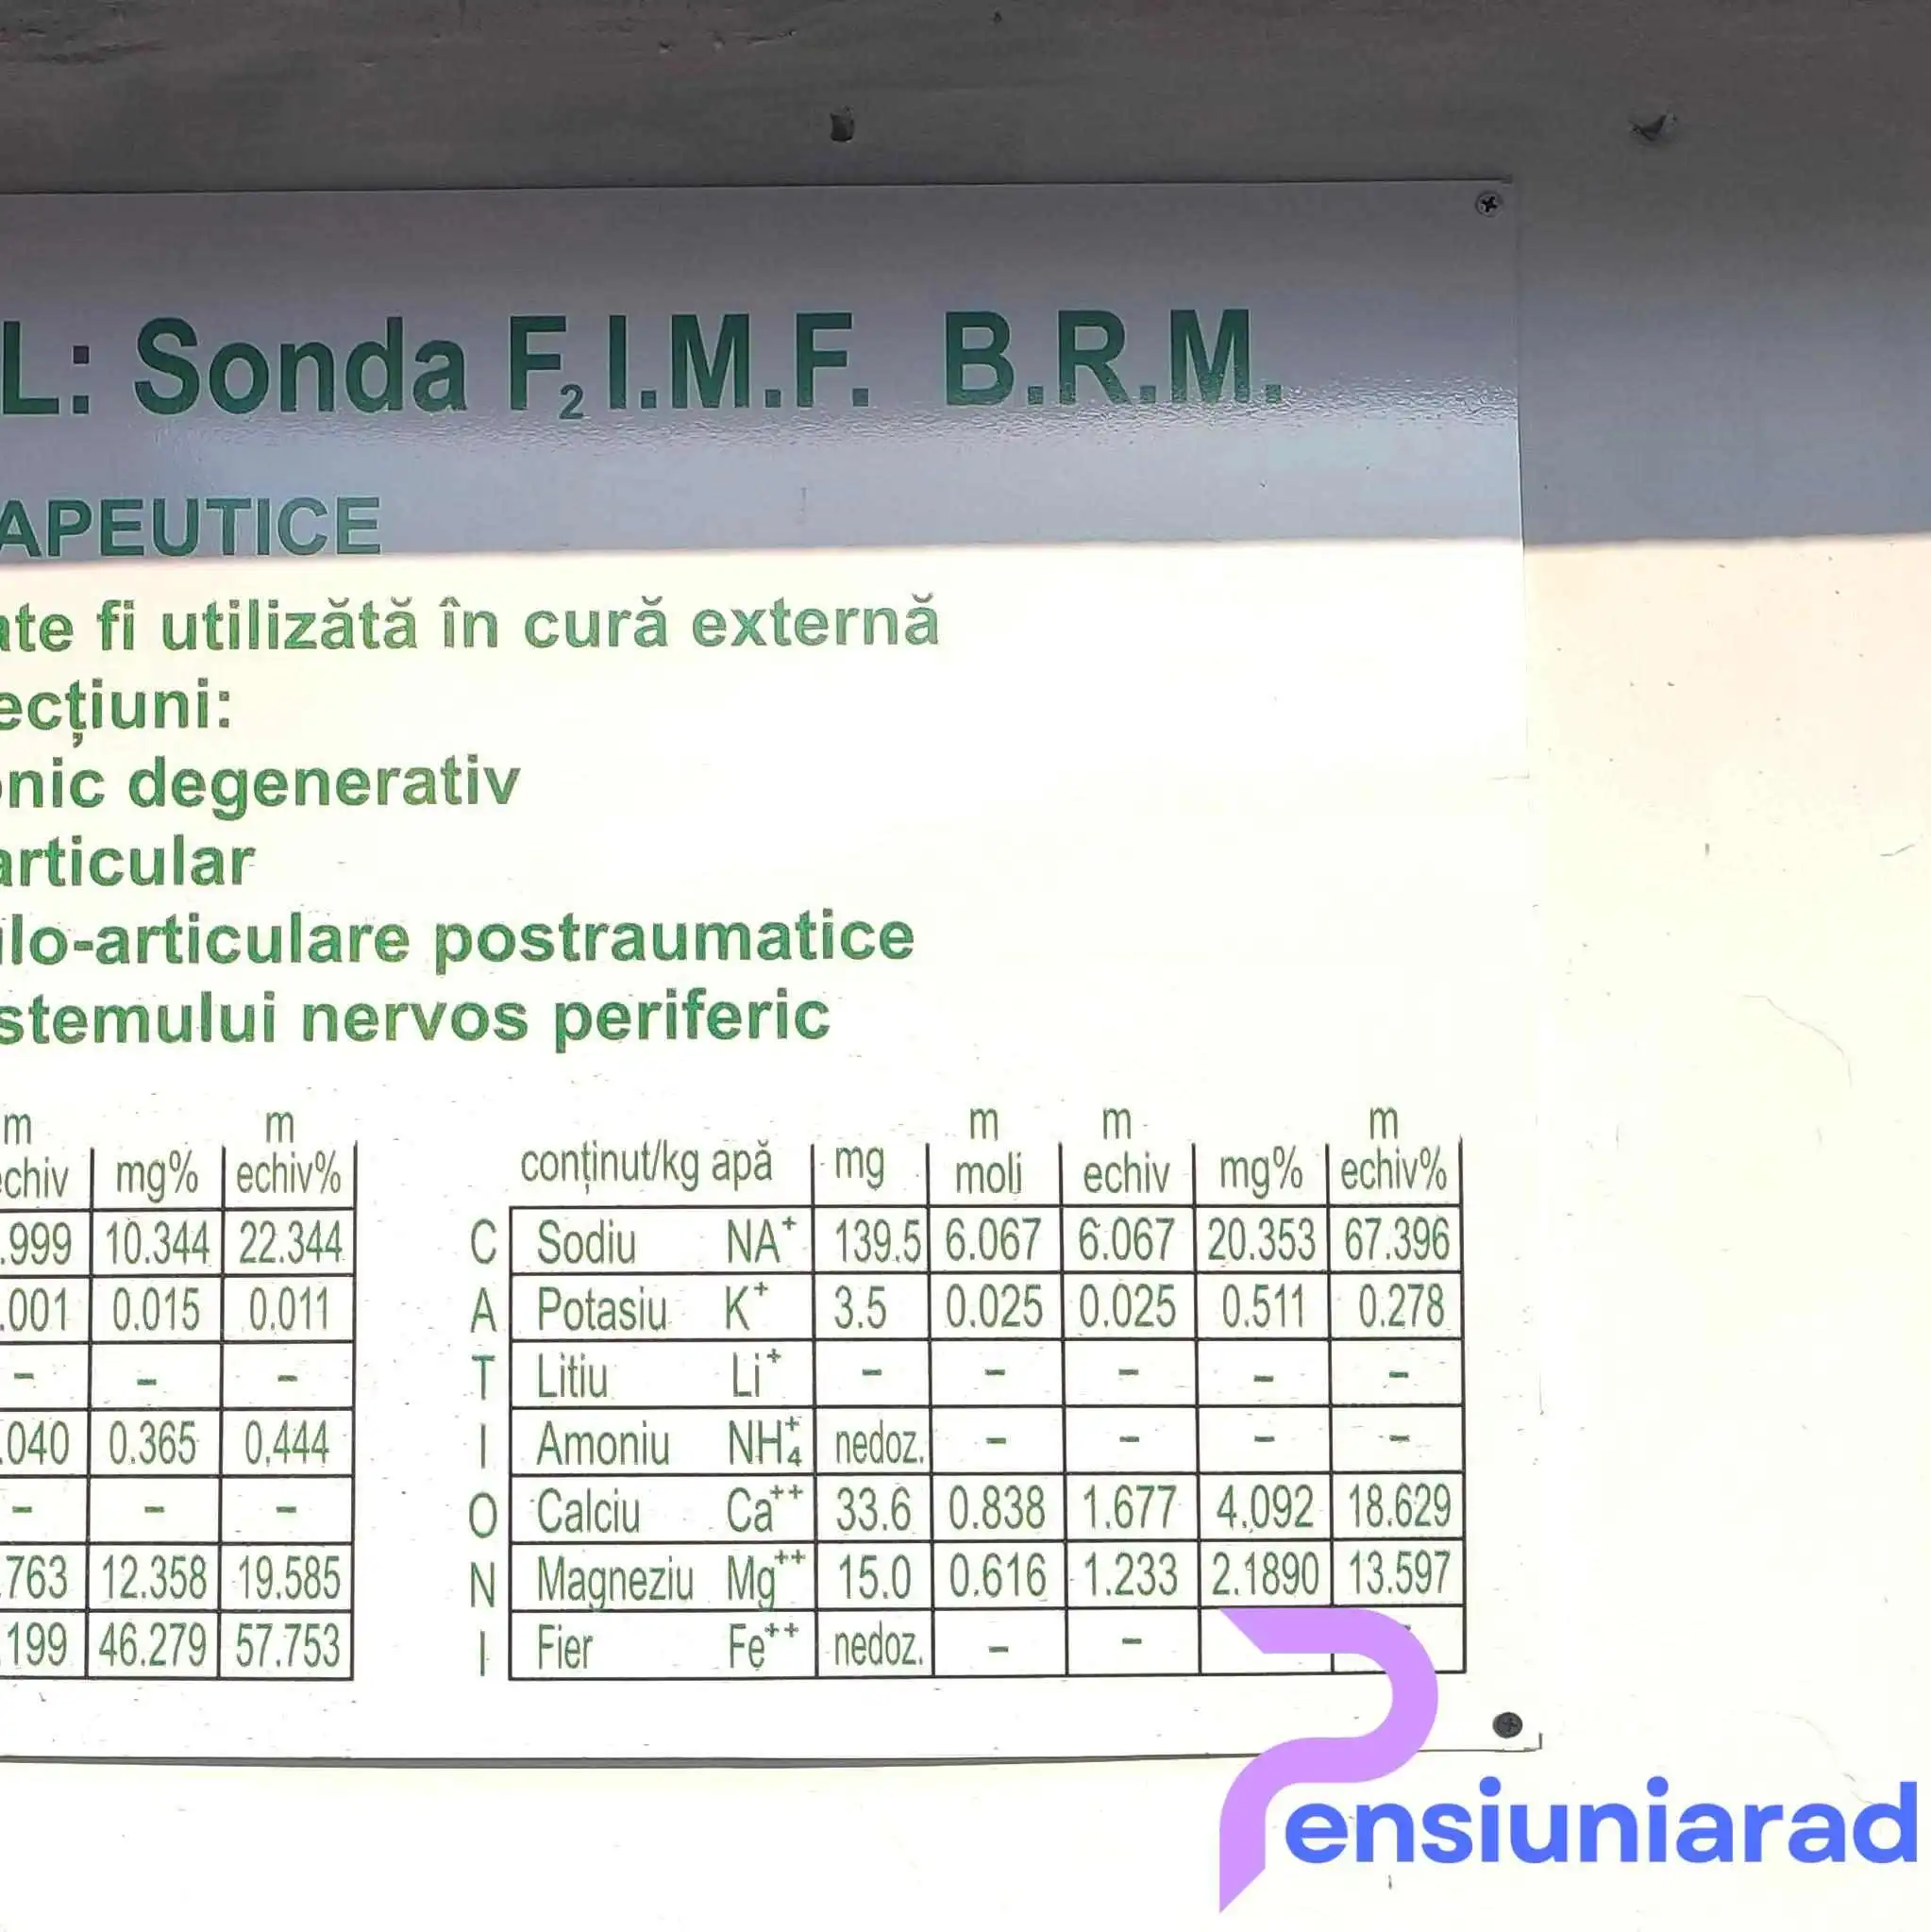 L: Sonda F₂ I.M.F. B.R.M.
APEUTICE
ate fi utilizătă în cură externă
ecțiuni:
onic degenerativ
articular
ulo-articulare postraumatice
stemului nervos periferic
m m
echiv mg% echiv%
.999 10.344 22.344
.001 0.015 0.011
– – –
.040 0.365 0.444
– – –
.763 12.358 19.585
.199 46.279 57.753
m m m
conținut/kg apă mg moli echiv mg% echiv%
C Sodiu NA⁺ 139.5 6.067 6.067 20.353 67.396
A Potasiu K⁺ 3.5 0.025 0.025 0.511 0.278
T Litiu Li⁺ – – – – –
I Amoniu NH₄⁺ nedoz. – – – –
O Calciu Ca⁺⁺ 33.6 0.838 1.677 4.092 18.629
N Magneziu Mg⁺⁺ 15.0 0.616 1.233 2.1890 13.597
I Fier Fe⁺⁺ nedoz. – –
Pensiuniarad